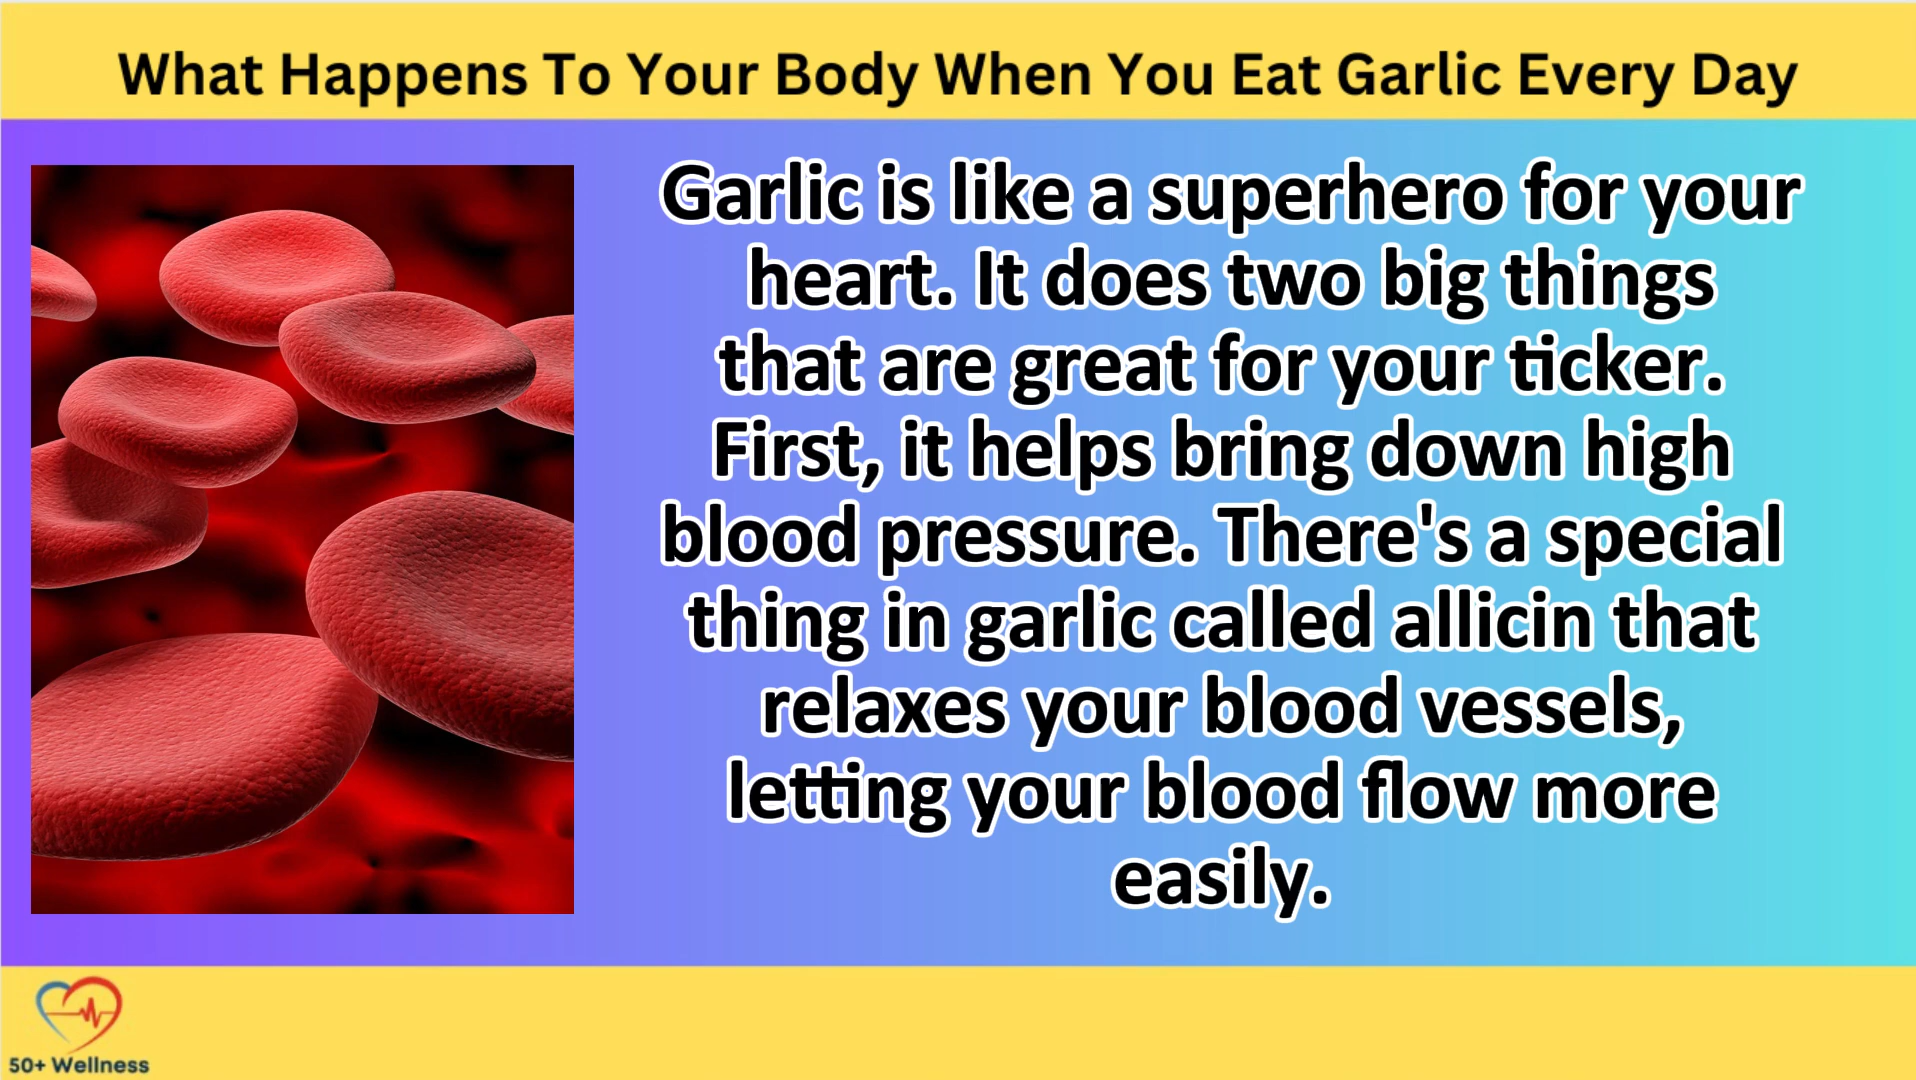 What Happens To Your Body When You Eat Garlic Every Day
Garlic is like a superhero for your
heart. It does two big things
that are great for your ticker.
First, it helps bring down high
blood pressure. There's a special
thing in garlic called allicin that
relaxes your blood vessels,
letting your blood flow more
easily.
50+ Wellness